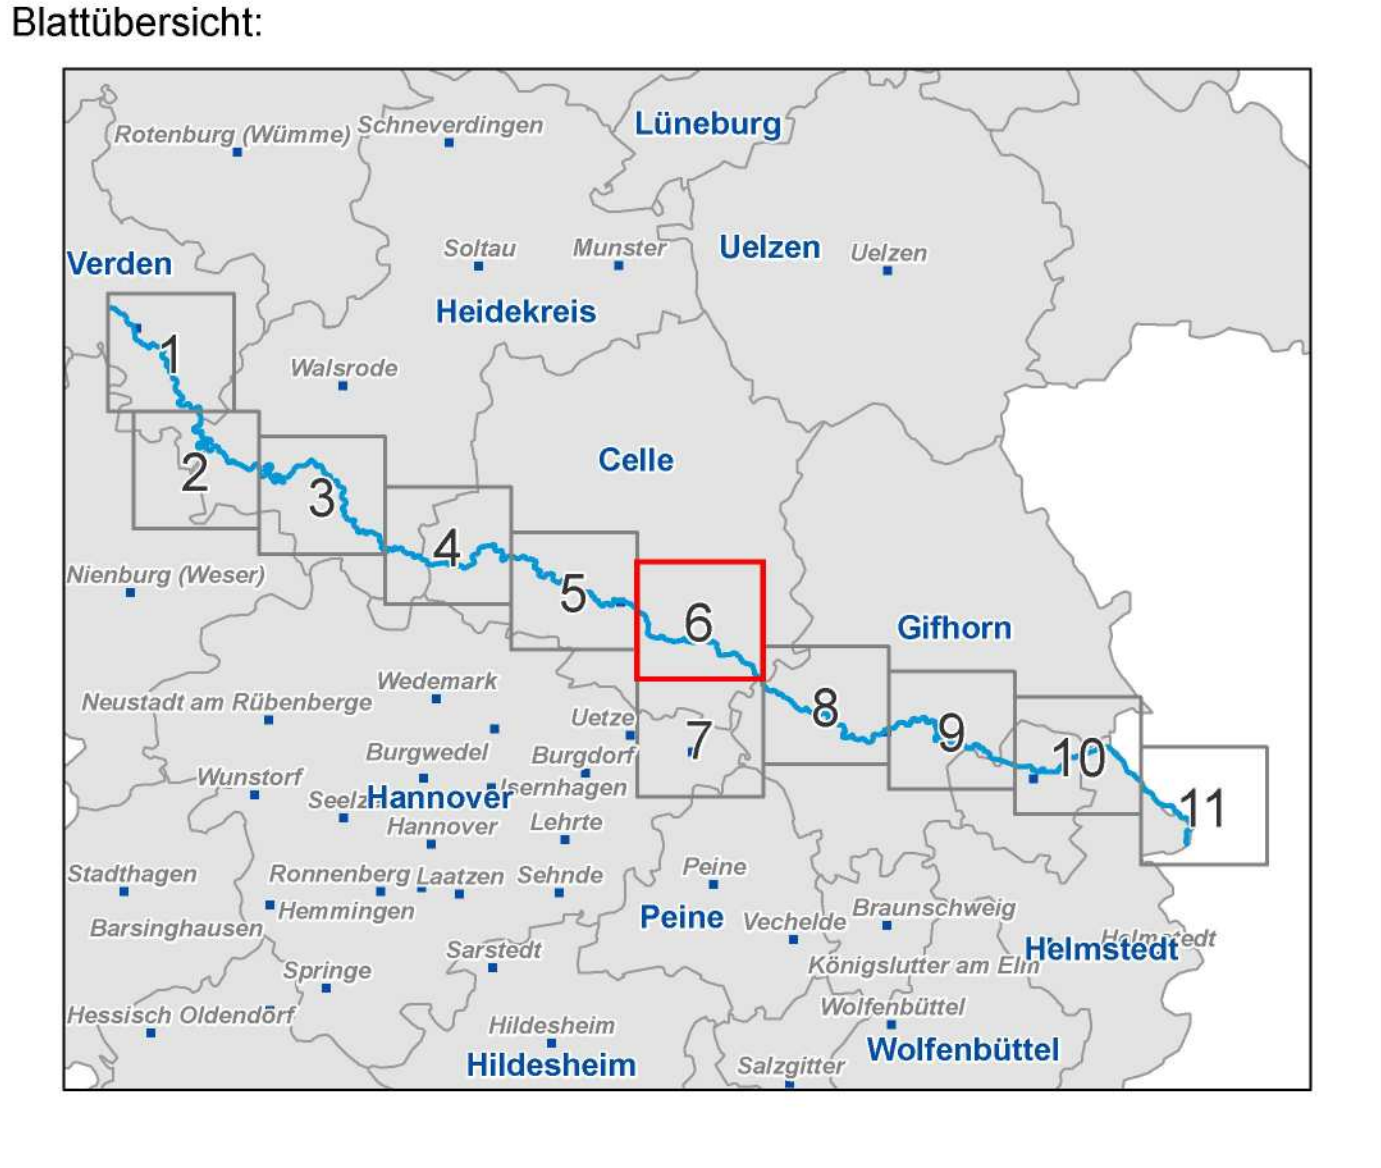 Blattübersicht:
Rotenburg (Wümme)
Schneverdingen
Lüneburg
Soltau
Munster
Uelzen
Uelzen
Verden
Heidekreis
1
Walsrode
2
3
Celle
4
5
6
Nienburg (Weser)
Gifhorn
Wedemark
Neustadt am Rübenberge
Uetze
7
8
9
10
11
Burgwedel
Burgdorf
Wunstorf
Seelz
Hannover
Isernhagen
Hannover
Lehrte
Stadthagen
Ronnenberg
Laatzen
Sehnde
Peine
Hemmingen
Barsinghausen
Peine
Vechelde
Braunschweig
Helmstedt
Helmstedt
Sarstedt
Königslutter am Elm
Springe
Hessisch Oldendorf
Hildesheim
Wolfenbüttel
Hildesheim
Wolfenbüttel
Salzgitter